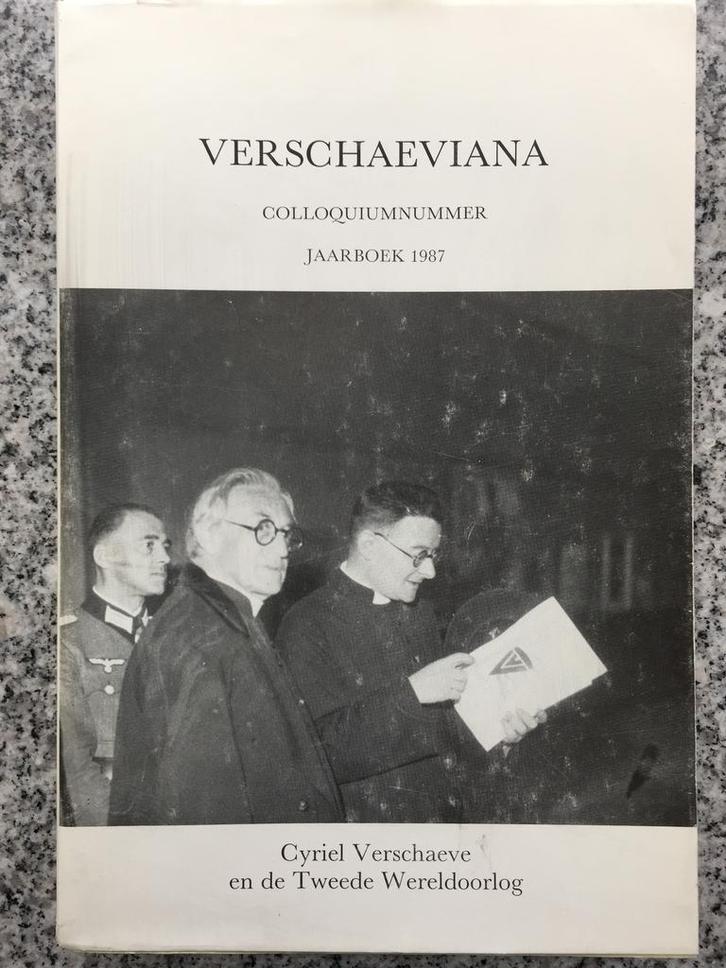 VERSCHAEVIANA
COLLOQUIUMNUMMER
JAARBOEK 1987
Cyriel Verschaeve
en de Tweede Wereldoorlog